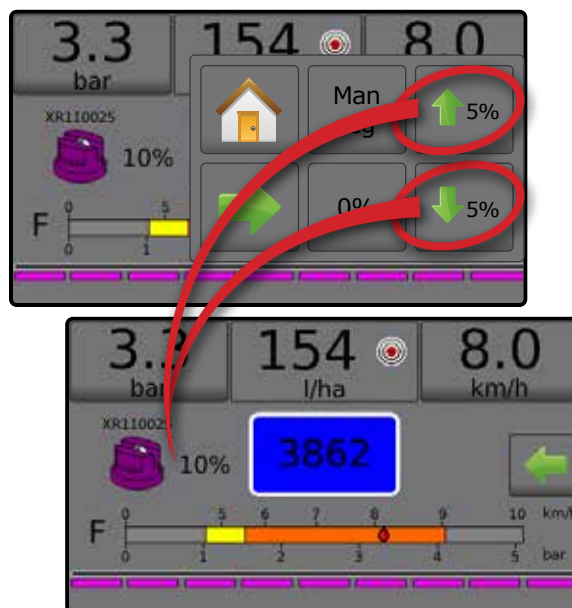 3.3 154 8.0
bar
XR110025
10%
Man
5%
0%
5%
F
0 5
0 1
3.3 154 8.0
bar l/ha km/h
XR110025
10%
3862
F
0 5 6 7 8 9 10 km/h
0 1 2 3 4 5 bar